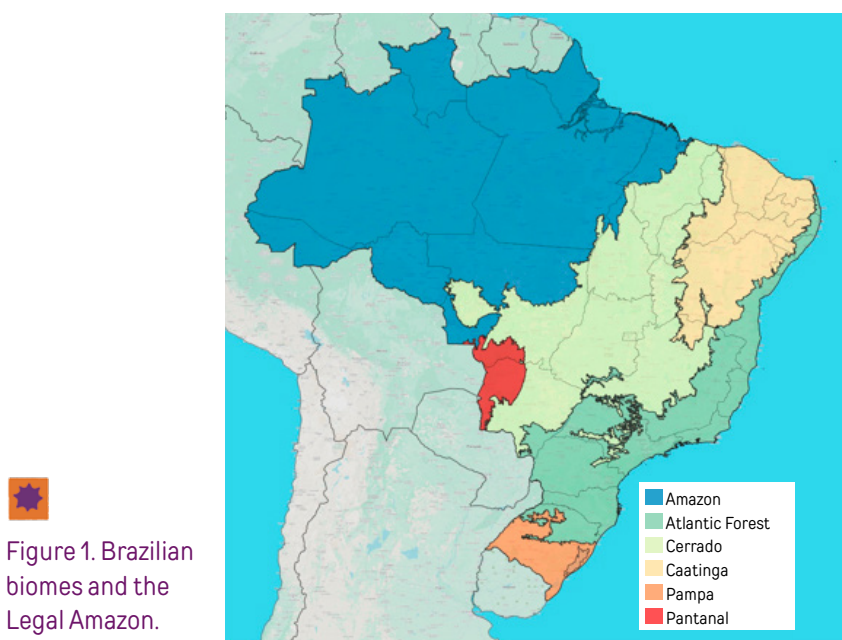 Figure 1. Brazilian
biomes and the
Legal Amazon.
Amazon
Atlantic Forest
Cerrado
Caatinga
Pampa
Pantanal